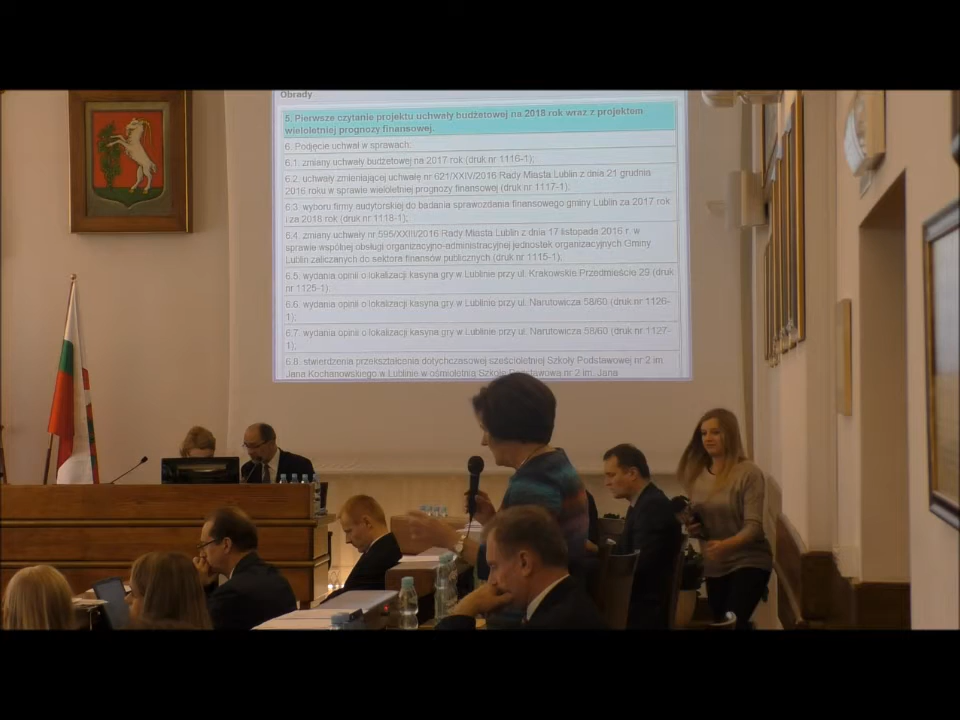 Obrady
5. Pierwsze czytanie projektu uchwały budżetowej na 2018 rok wraz z projektem
wieloletniej prognozy finansowej.
6. Podjęcie uchwał w sprawach:
6.1. zmiany uchwały budżetowej na 2017 rok (druk nr 1116-1);
6.2. uchwały zmieniającej uchwałę nr 621/XXIV/2016 Rady Miasta Lublin z dnia 21 grudnia
2016 roku w sprawie wieloletniej prognozy finansowej (druk nr 1117-1);
6.3. wyboru firmy audytorskiej do badania sprawozdania finansowego gminy Lublin za 2017 rok
i za 2018 rok (druk nr 1118-1);
6.4. zmiany uchwały nr 595/XXIII/2016 Rady Miasta Lublin z dnia 17 listopada 2016 r. w
sprawie wspólnej obsługi organizacyjno-administracyjnej jednostek organizacyjnych Gminy
Lublin zaliczanych do sektora finansów publicznych (druk nr 1115-1);
6.5. wydania opinii o lokalizacji kasyna gry w Lublinie przy ul. Krakowskie Przedmieście 29 (druk
nr 1125-1);
6.6. wydania opinii o lokalizacji kasyna gry w Lublinie przy ul. Narutowicza 58/60 (druk nr 1126-
1);
6.7. wydania opinii o lokalizacji kasyna gry w Lublinie przy ul. Narutowicza 58/60 (druk nr 1127-
1);
6.8. stwierdzenia przekształcenia dotychczasowej sześcioletniej Szkoły Podstawowej nr 2 im.
Jana Kochanowskiego w Lublinie w ośmioletnią Szkołę Podstawową nr 2 im. Jana